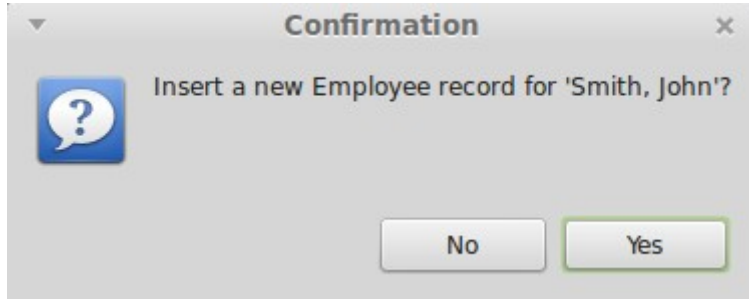 Confirmation
Insert a new Employee record for 'Smith, John'?
No
Yes